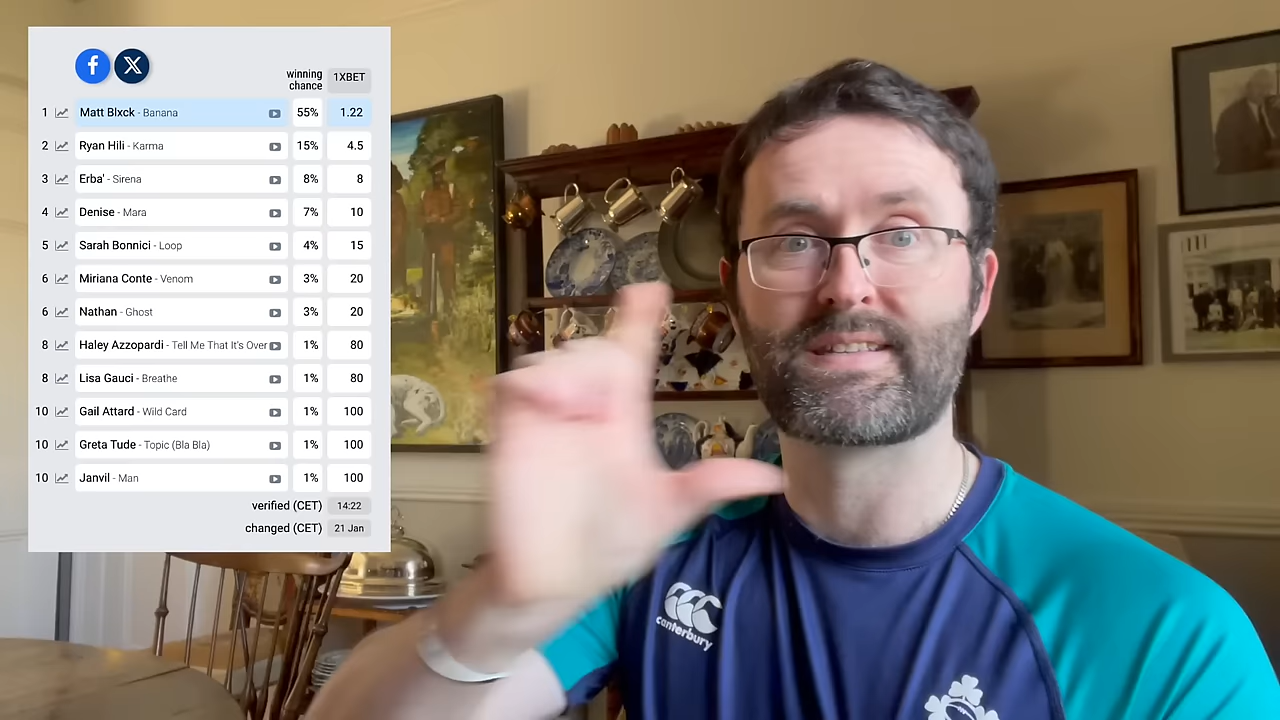 winning
chance 1XBET
1 Matt Blxck - Banana 55% 1.22
2 Ryan Hili - Karma 15% 4.5
3 Erba' - Sirena 8% 8
4 Denise - Mara 7% 10
5 Sarah Bonnici - Loop 4% 15
6 Miriana Conte - Venom 3% 20
6 Nathan - Ghost 3% 20
8 Haley Azzopardi - Tell Me That It's Over 1% 80
8 Lisa Gauci - Breathe 1% 80
10 Gail Attard - Wild Card 1% 100
10 Greta Tude - Topic (Bla Bla) 1% 100
10 Janvil - Man 1% 100
verified (CET) 14:22
changed (CET) 21 Jan
canterbury